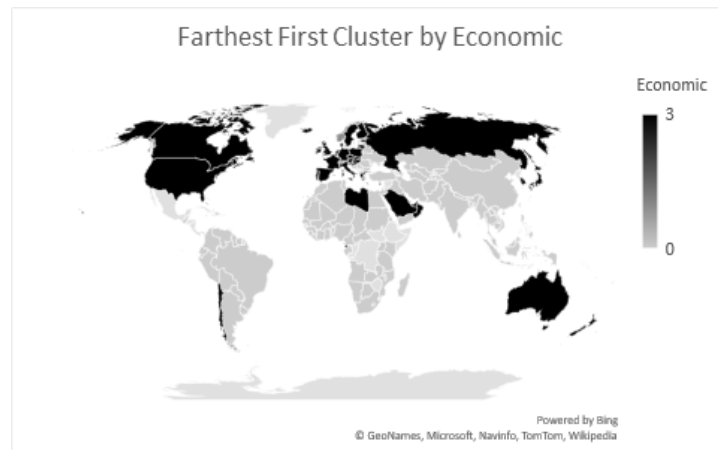 Farthest First Cluster by Economic
Economic
3
0
Powered by Bing
© GeoNames, Microsoft, Navinfo, TomTom, Wikipedia